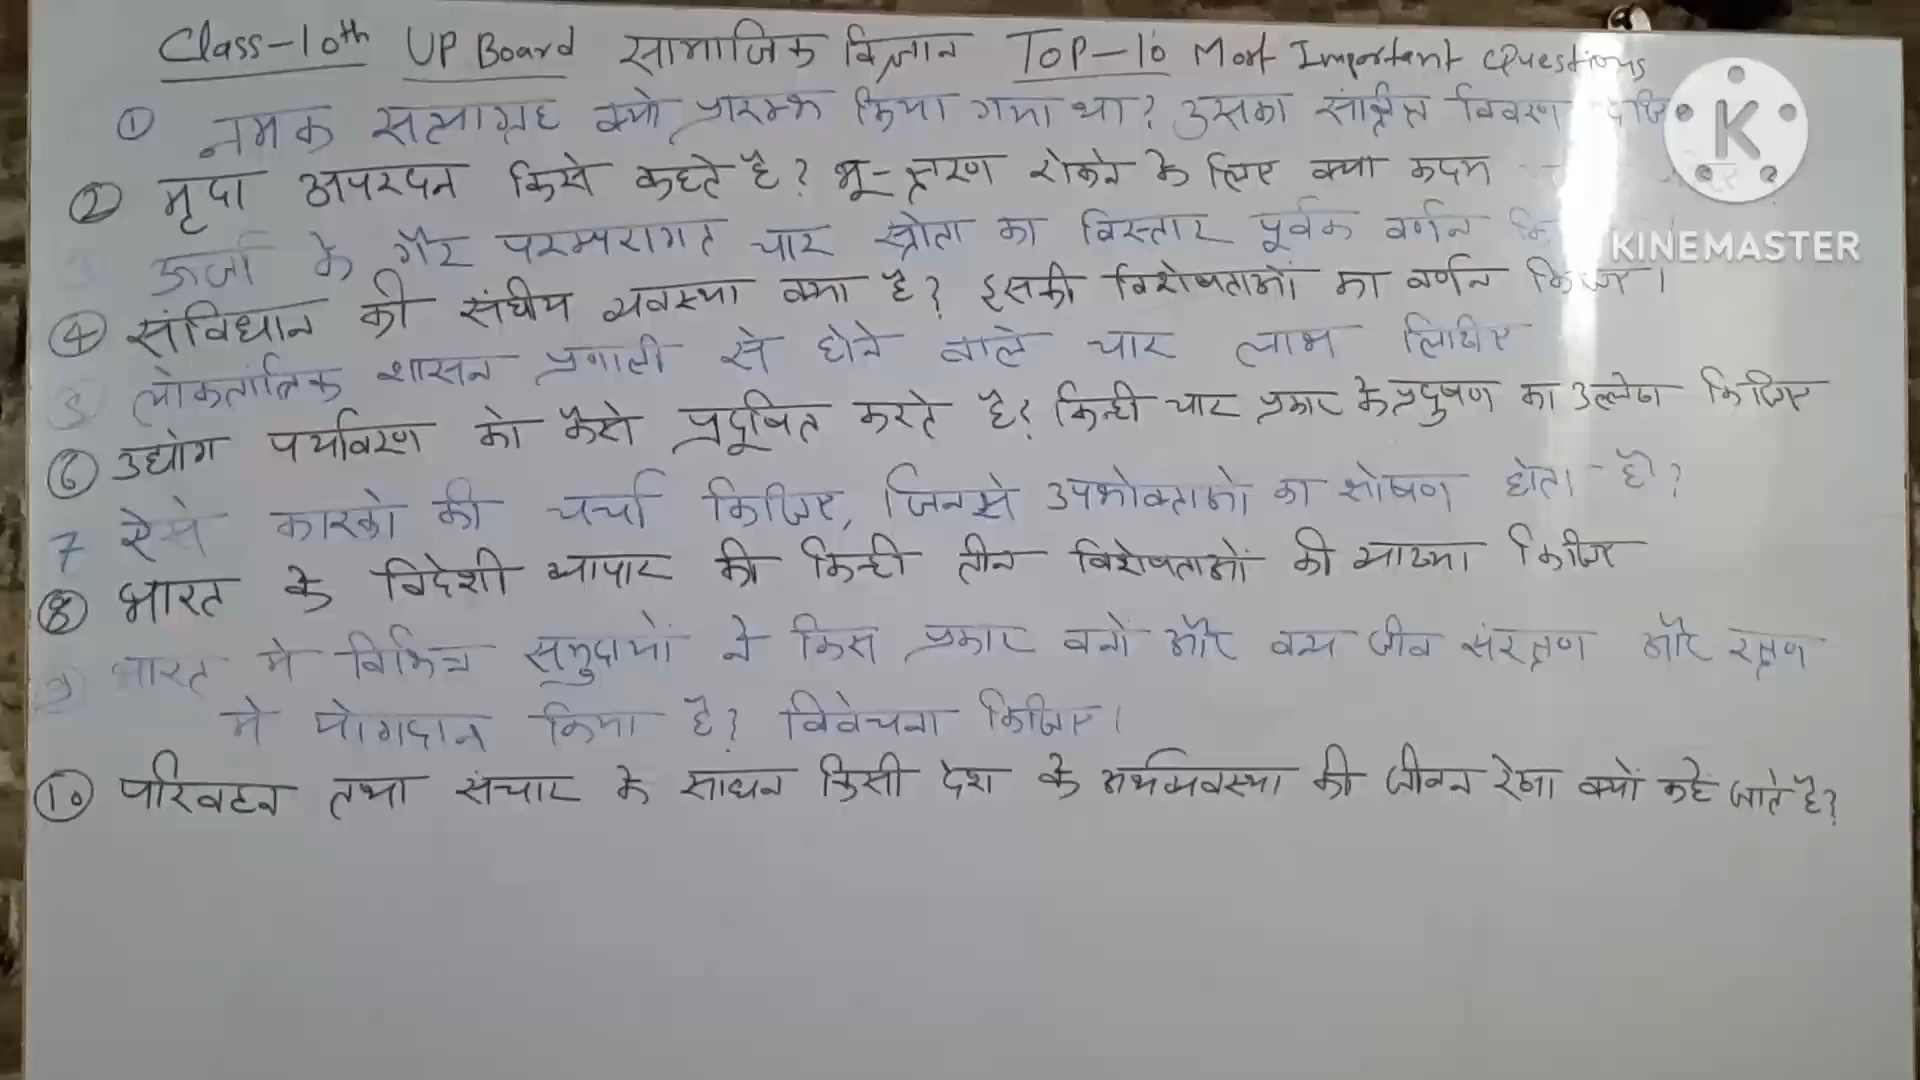 Class-10th UP Board सामाजिक विज्ञान TOP-10 Most Important Questions
① नमक सत्याग्रह क्यो प्रारम्भ किया गया था? उसका संक्षिप्त विवरण
② मृदा अपरदन किसे कहते है? भू-क्षरण रोकने के लिए क्या कदम
3 ऊर्जा के गैर परम्परागत चार स्त्रोतो का विस्तार पूर्वक वर्णन
④ संविधान की संघीय व्यवस्था क्या है? इसकी विशेषताओं का वर्णन किजिए।
5 लोकतांत्रिक शासन प्रणाली से होने वाले चार लाभ लिखिए
⑥ उद्योग पर्यावरण को कैसे प्रदूषित करते है? किन्ही चार प्रकार के प्रदुषण का उल्लेख किजिए
7 ऐसे कारको की चर्चा किजिए, जिनसे उपभोक्ताओ का शोषण होता है?
⑧ भारत के विदेशी व्यापार की किन्ही तीन विशेषताओं की व्याख्या किजिए
9 भारत मे विभिन्न समुदायों ने किस प्रकार वनों और वन्य जीव संरक्षण और रक्षण
मे योगदान किया है? विवेचना किजिए।
⑩ परिवहन तथा संचार के साधन किसी देश के अर्थव्यवस्था की जीवन रेखा क्यों कहे जाते है?
K
KINEMASTER